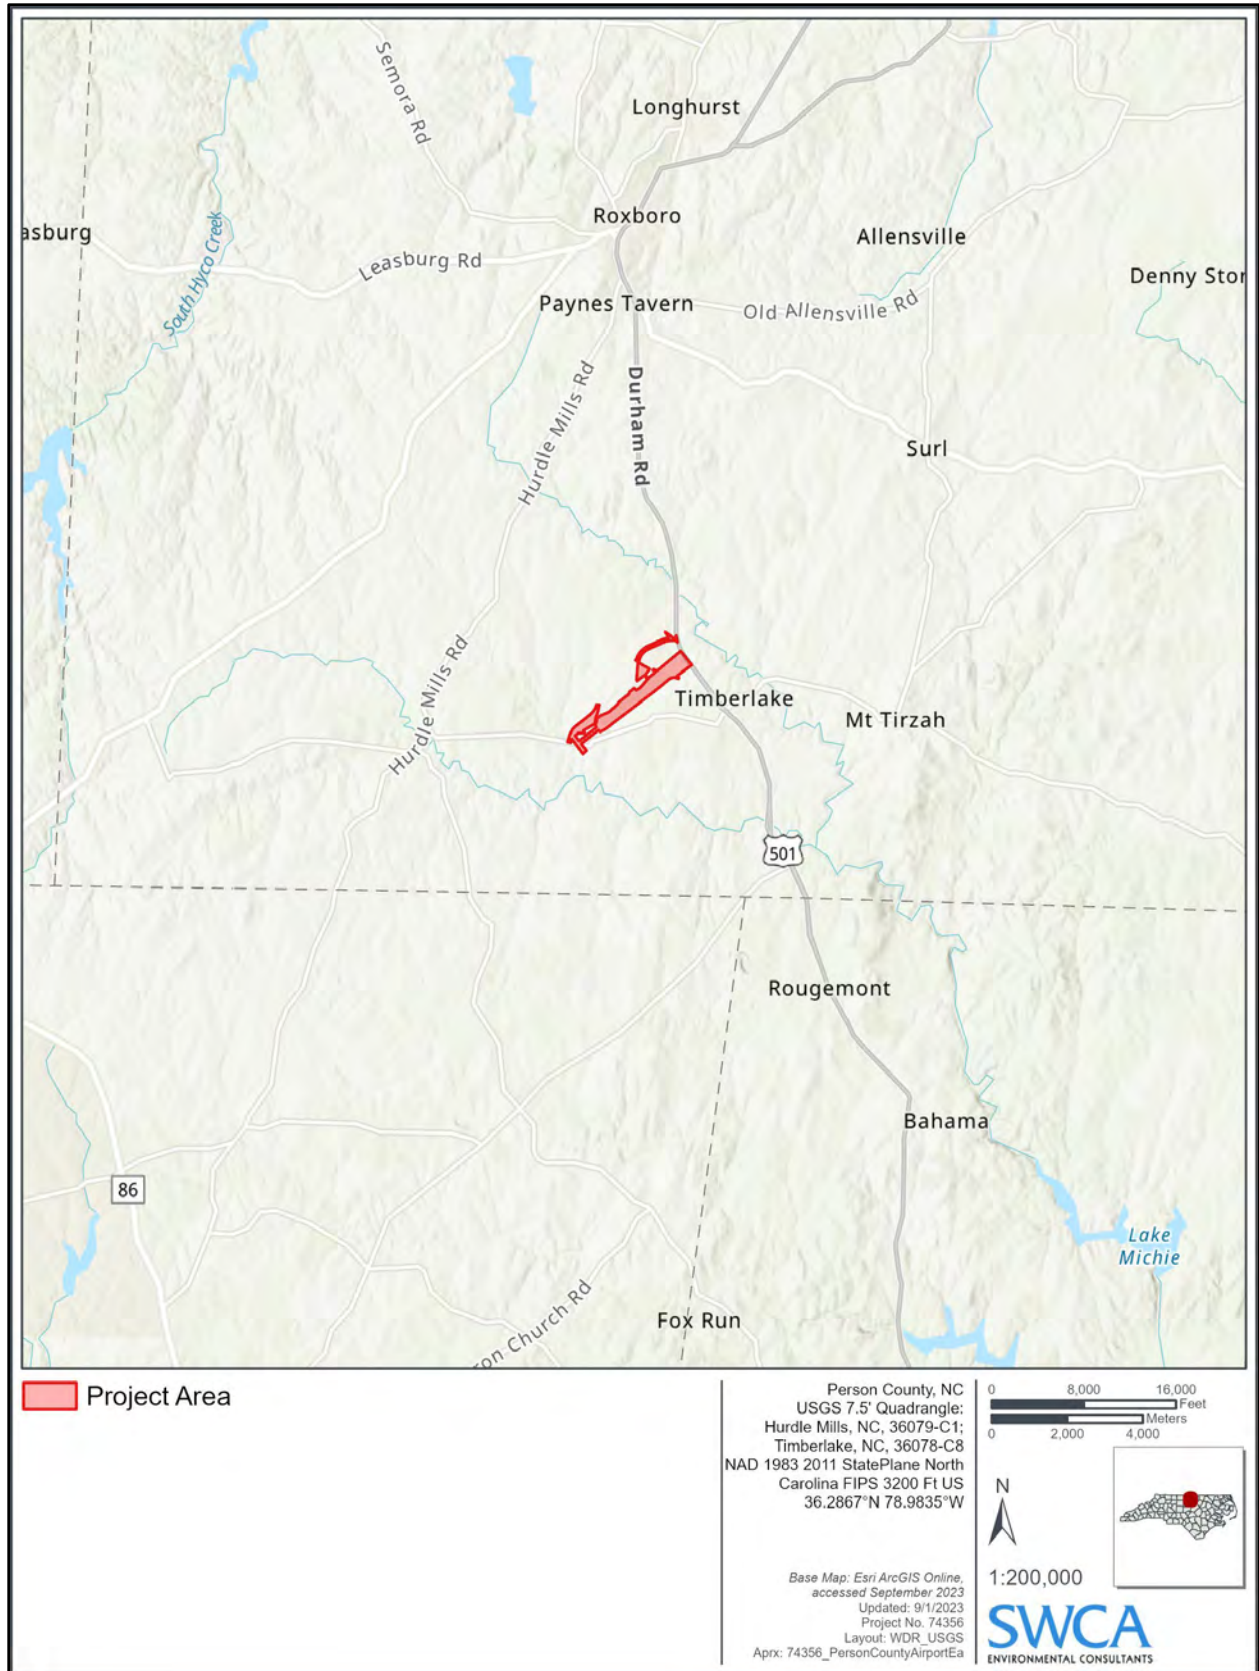 Semora Rd
Longhurst
Roxboro
asburg
Allensville
South Hyco Creek
Leasburg Rd
Denny Stor
Paynes Tavern
Old Allensville Rd
Hurdle Mills Rd
Durham Rd
Surl
Hurdle Mills Rd
Timberlake
Mt Tirzah
501
Rougemont
Bahama
86
Lake
Michie
Fox Run
ron Church Rd
Project Area
Person County, NC
USGS 7.5' Quadrangle:
Hurdle Mills, NC, 36079-C1;
Timberlake, NC, 36078-C8
NAD 1983 2011 StatePlane North
Carolina FIPS 3200 Ft US
36.2867°N 78.9835°W
Base Map: Esri ArcGIS Online,
accessed September 2023
Updated: 9/1/2023
Project No. 74356
Layout: WDR_USGS
Aprx: 74356_PersonCountyAirportEa
0 8,000 16,000
Feet
Meters
0 2,000 4,000
N
1:200,000
SWCA
ENVIRONMENTAL CONSULTANTS